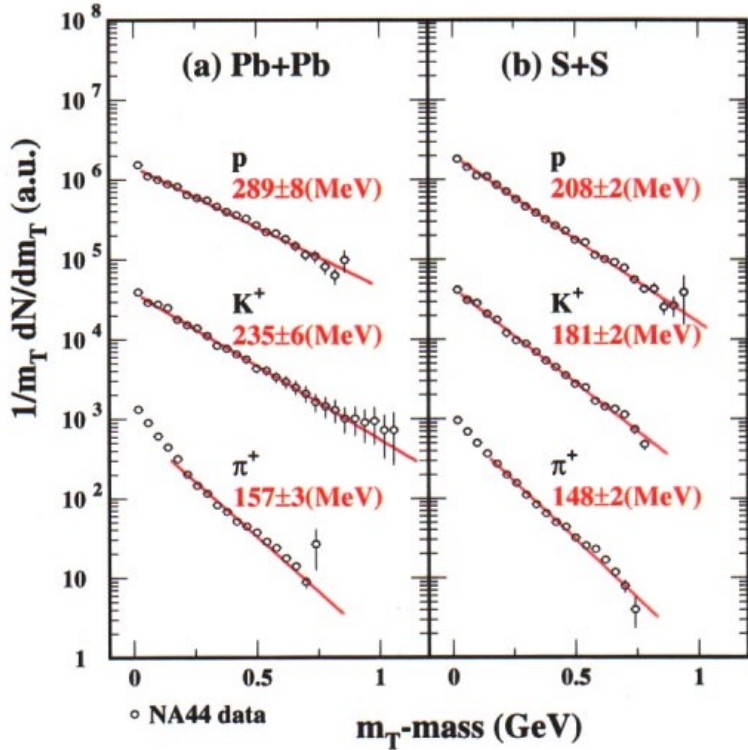 10^8
10^7
10^6
10^5
10^4
10^3
10^2
10
1
1/m_T dN/dm_T (a.u.)
(a) Pb+Pb
p
289±8(MeV)
K^+
235±6(MeV)
π^+
157±3(MeV)
(b) S+S
p
208±2(MeV)
K^+
181±2(MeV)
π^+
148±2(MeV)
0 0.5 1 0 0.5 1
NA44 data
m_T-mass (GeV)